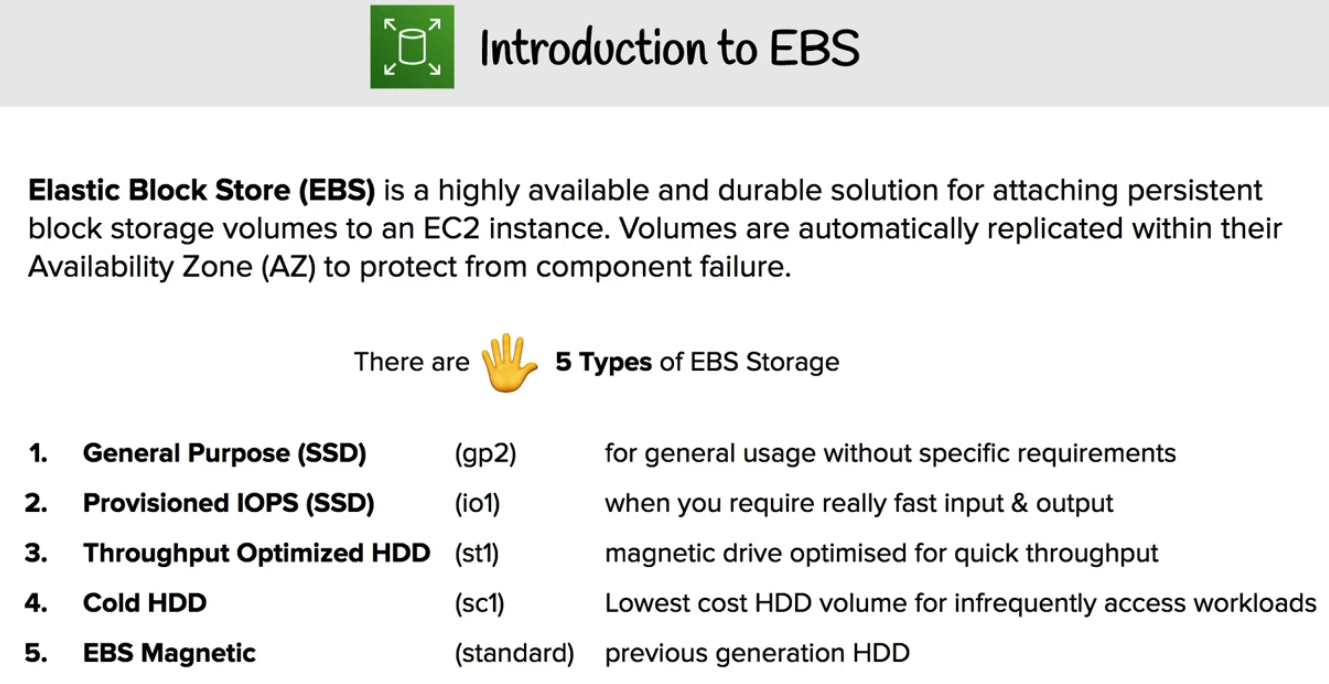 Introduction to EBS
Elastic Block Store (EBS) is a highly available and durable solution for attaching persistent
block storage volumes to an EC2 instance. Volumes are automatically replicated within their
Availability Zone (AZ) to protect from component failure.
There are 🖐 5 Types of EBS Storage
1. General Purpose (SSD) (gp2) for general usage without specific requirements
2. Provisioned IOPS (SSD) (io1) when you require really fast input & output
3. Throughput Optimized HDD (st1) magnetic drive optimised for quick throughput
4. Cold HDD (sc1) Lowest cost HDD volume for infrequently access workloads
5. EBS Magnetic (standard) previous generation HDD